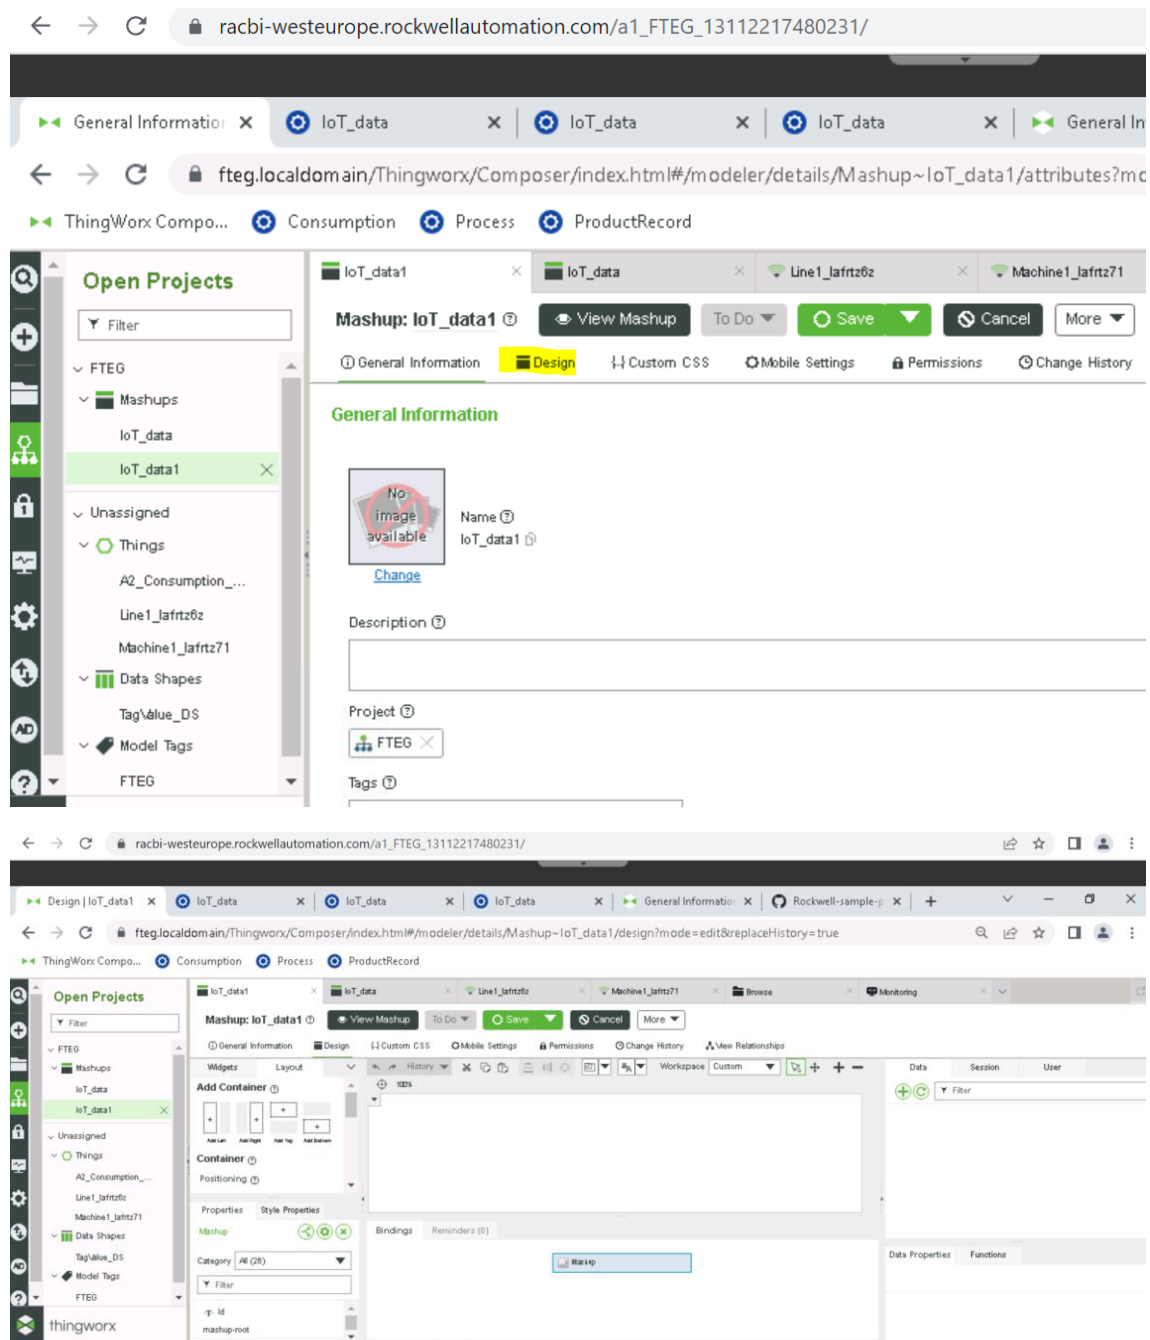 racbi-westeurope.rockwellautomation.com/a1_FTEG_13112217480231/
General Informatio IoT_data IoT_data IoT_data General In
fteg.localdomain/Thingworx/Composer/index.html#/modeler/details/Mashup~IoT_data1/attributes?mo
ThingWorx Compo... Consumption Process ProductRecord
Open Projects
Filter
FTEG
Mashups
IoT_data
IoT_data1
Unassigned
Things
A2_Consumption_...
Line1_lafrtz6z
Machine1_lafrtz71
Data Shapes
TagValue_DS
Model Tags
FTEG
IoT_data1 IoT_data Line1_lafrtz6z Machine1_lafrtz71
Mashup: IoT_data1 View Mashup To Do Save Cancel More
General Information Design Custom CSS Mobile Settings Permissions Change History
General Information
No
image
available
Change
Name
IoT_data1
Description
Project
FTEG
Tags
racbi-westeurope.rockwellautomation.com/a1_FTEG_13112217480231/
Design | IoT_data1 IoT_data IoT_data IoT_data General Informatio Rockwell-sample-p
fteg.localdomain/Thingworx/Composer/index.html#/modeler/details/Mashup~IoT_data1/design?mode=edit&replaceHistory=true
ThingWorx Compo... Consumption Process ProductRecord
Open Projects
Filter
FTEG
Mashups
IoT_data
IoT_data1
Unassigned
Things
A2_Consumption_...
Line1_lafrtz6z
Machine1_lafrtz71
Data Shapes
TagValue_DS
Model Tags
FTEG
thingworx
IoT_data1 IoT_data Line1_lafrtz6z Machine1_lafrtz71 Browse Monitoring
Mashup: IoT_data1 View Mashup To Do Save Cancel More
General Information Design Custom CSS Mobile Settings Permissions Change History View Relationships
Widgets Layout
Add Container
Add Left Add Right Add Top Add Bottom
Container
Positioning
Properties Style Properties
Mashup
Category All (26)
Filter
Id
mashup-root
History Workspace Custom
100%
Bindings Reminders (0)
Mashup
Data Session User
Filter
Data Properties Functions